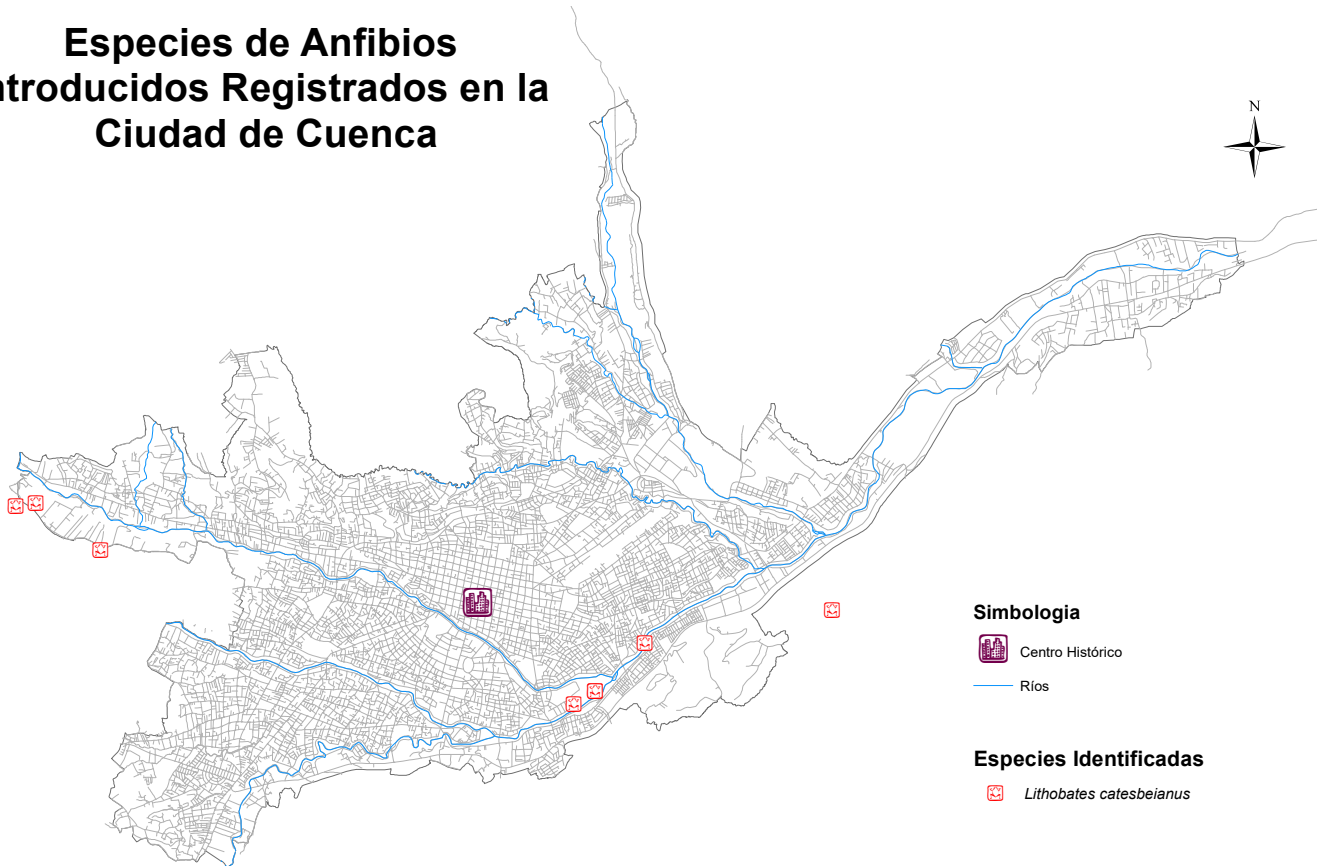 Especies de Anfibios
ntroducidos Registrados en la
Ciudad de Cuenca
N
Simbologia
Centro Histórico
Ríos
Especies Identificadas
Lithobates catesbeianus